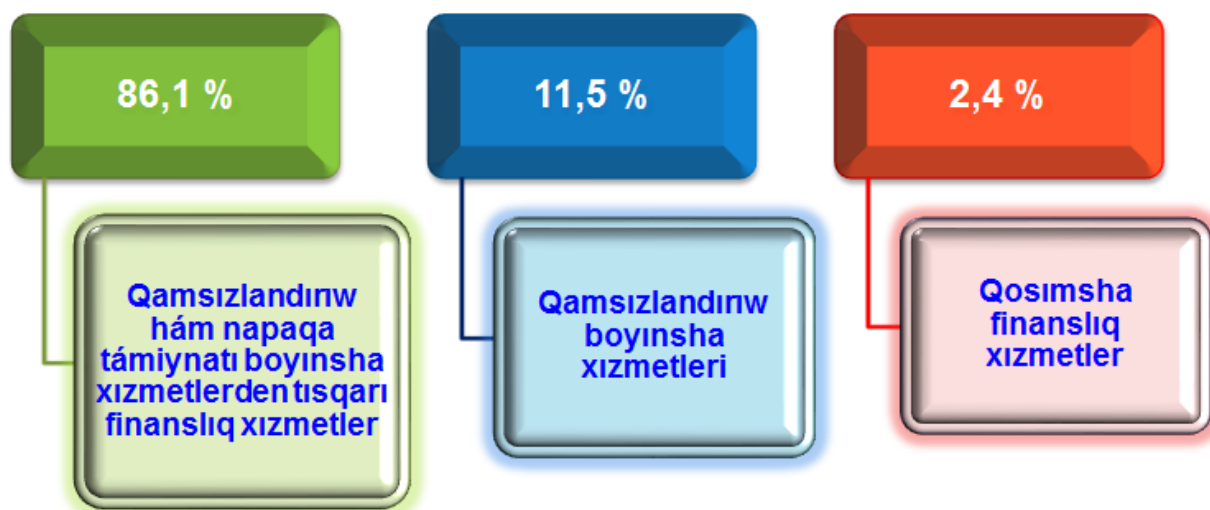 86,1 %
11,5 %
2,4 %
Qamsızlandırıw
hám napaqa
támiynatı boyınsha
xızmetlerden tısqarı
finanslıq xızmetler
Qamsızlandırıw
boyınsha
xızmetleri
Qosımsha
finanslıq
xızmetler